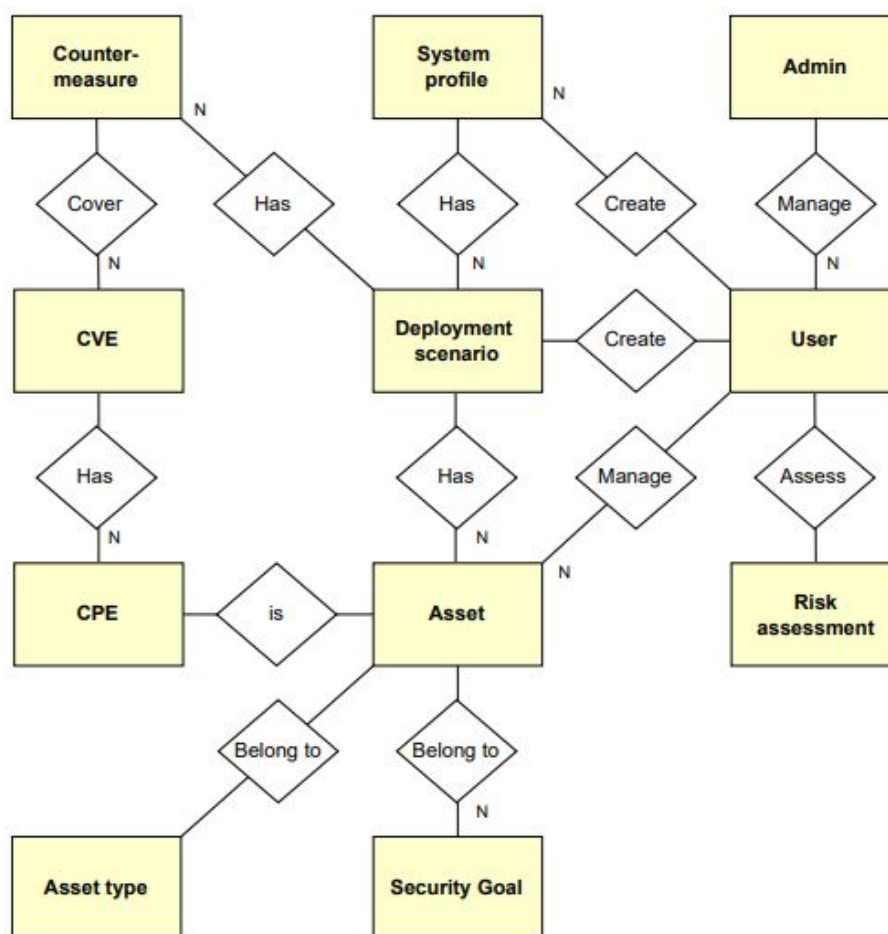 Counter-
measure
System
profile
Admin
N
N
Cover
Has
Has
Create
Manage
N
N
N
CVE
Deployment
scenario
Create
User
Has
Has
Manage
Assess
N
N
N
CPE
is
Asset
Risk
assessment
Belong to
Belong to
N
Asset type
Security Goal